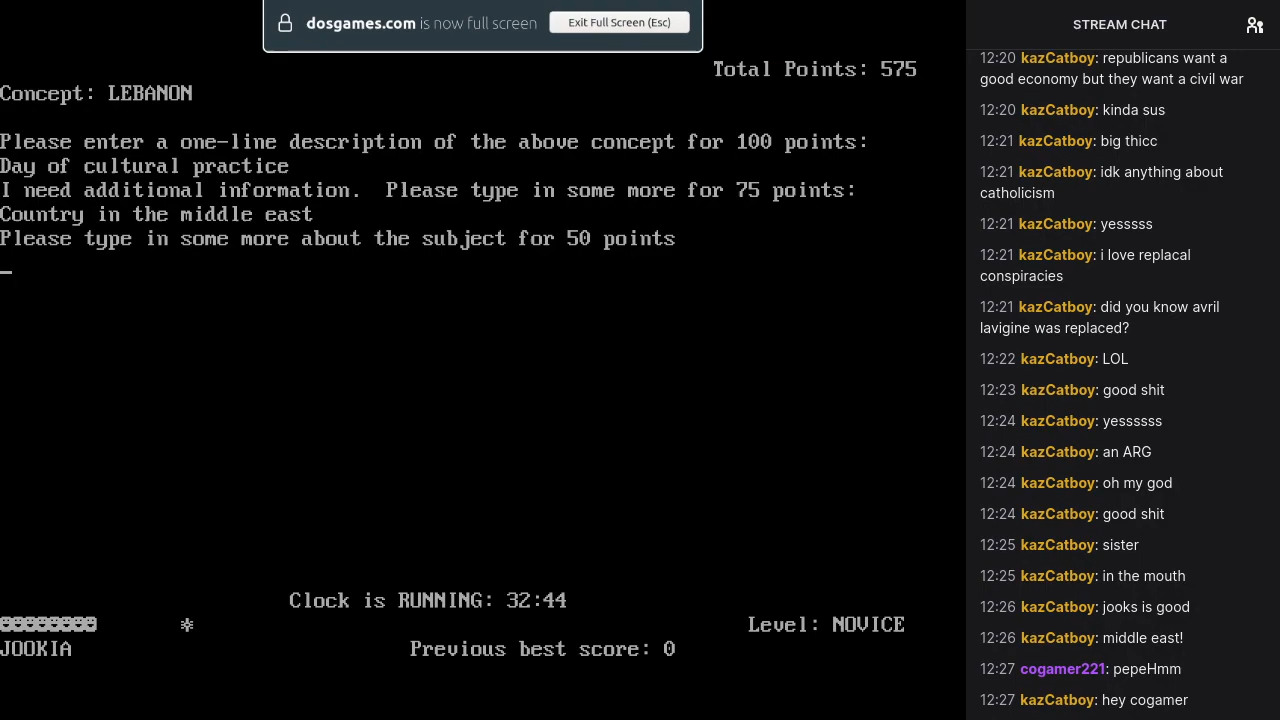 dosgames.com is now full screen Exit Full Screen (Esc)
Total Points: 575
Concept: LEBANON
Please enter a one-line description of the above concept for 100 points:
Day of cultural practice
I need additional information.  Please type in some more for 75 points:
Country in the middle east
Please type in some more about the subject for 50 points
_
Clock is RUNNING: 32:44
*
Level: NOVICE
JOOKIA
Previous best score: 0
STREAM CHAT
12:20 kazCatboy: republicans want a
good economy but they want a civil war
12:20 kazCatboy: kinda sus
12:21 kazCatboy: big thicc
12:21 kazCatboy: idk anything about
catholicism
12:21 kazCatboy: yesssss
12:21 kazCatboy: i love replacal
conspiracies
12:21 kazCatboy: did you know avril
lavigine was replaced?
12:22 kazCatboy: LOL
12:23 kazCatboy: good shit
12:24 kazCatboy: yessssss
12:24 kazCatboy: an ARG
12:24 kazCatboy: oh my god
12:24 kazCatboy: good shit
12:25 kazCatboy: sister
12:25 kazCatboy: in the mouth
12:26 kazCatboy: jooks is good
12:26 kazCatboy: middle east!
12:27 cogamer221: pepeHmm
12:27 kazCatboy: hey cogamer